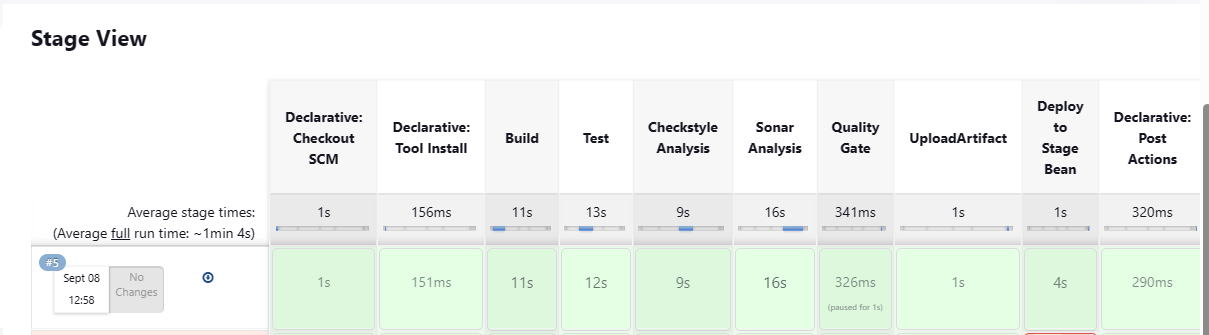 Stage View
Declarative: Checkout SCM
Declarative: Tool Install
Build
Test
Checkstyle Analysis
Sonar Analysis
Quality Gate
UploadArtifact
Deploy to Stage Bean
Declarative: Post Actions
Average stage times:
(Average full run time: ~1min 4s)
1s
156ms
11s
13s
9s
16s
341ms
1s
1s
320ms
#5
Sept 08
12:58
No Changes
1s
151ms
11s
12s
9s
16s
326ms
(paused for 1s)
1s
4s
290ms